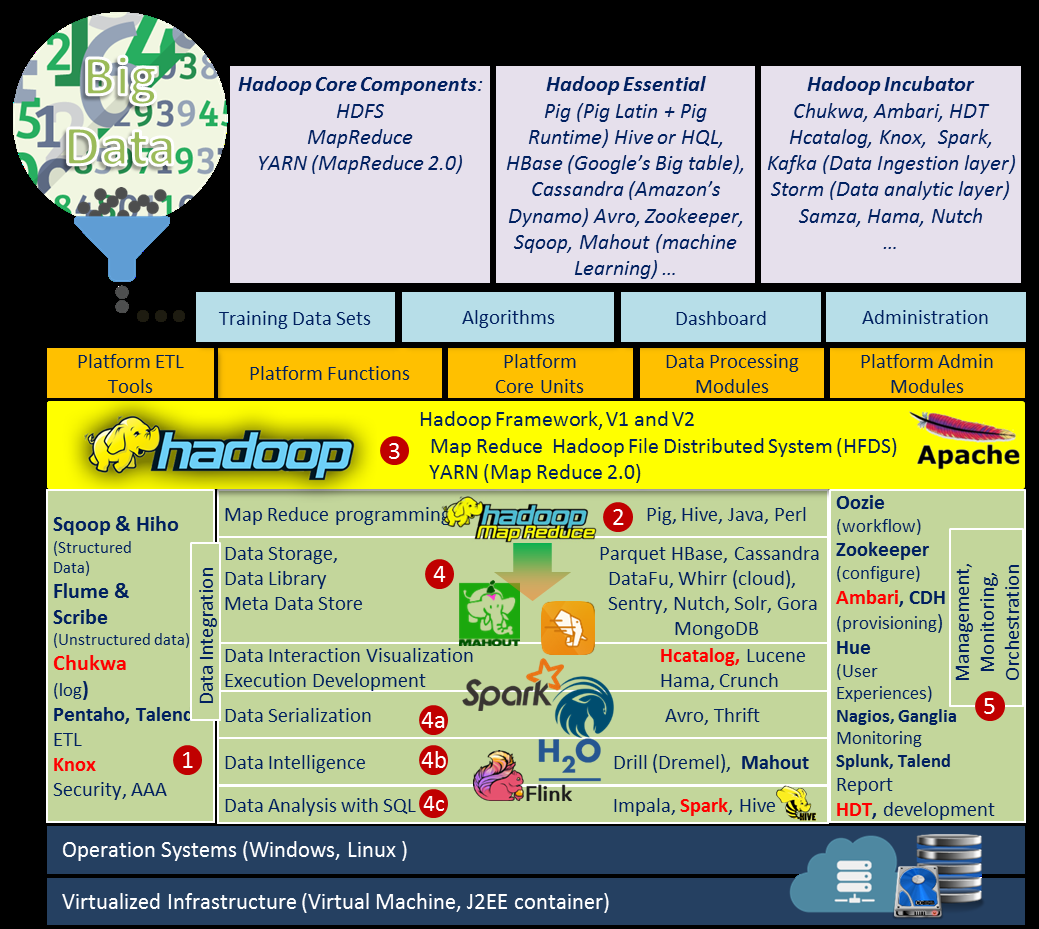 Big
Data
Hadoop Core Components:
HDFS
MapReduce
YARN (MapReduce 2.0)
Hadoop Essential
Pig (Pig Latin + Pig
Runtime) Hive or HQL,
HBase (Google's Big table),
Cassandra (Amazon's
Dynamo) Avro, Zookeeper,
Sqoop, Mahout (machine
Learning) ...
Hadoop Incubator
Chukwa, Ambari, HDT
Hcatalog, Knox, Spark,
Kafka (Data Ingestion layer)
Storm (Data analytic layer)
Samza, Hama, Nutch
...
Training Data Sets
Algorithms
Dashboard
Administration
Platform ETL
Tools
Platform Functions
Platform
Core Units
Data Processing
Modules
Platform Admin
Modules
hadoop
3
Hadoop Framework, V1 and V2
Map Reduce Hadoop File Distributed System (HFDS)
YARN (Map Reduce 2.0)
Apache
Sqoop & Hiho
(Structured
Data)
Flume &
Scribe
(Unstructured data)
Chukwa
(log)
Pentaho, Talend
ETL
Knox
Security, AAA
1
Data Integration
Map Reduce programming
hadoop
Map Reduce
2
Pig, Hive, Java, Perl
Data Storage,
Data Library
Meta Data Store
4
MAHOUT
Parquet HBase, Cassandra
DataFu, Whirr (cloud),
Sentry, Nutch, Solr, Gora
MongoDB
Data Interaction Visualization
Execution Development
Spark
Hcatalog, Lucene
Hama, Crunch
Data Serialization
4a
Avro, Thrift
Data Intelligence
4b
H2O
Drill (Dremel), Mahout
Flink
Data Analysis with SQL
4c
Impala, Spark, Hive
HIVE
Oozie
(workflow)
Zookeeper
(configure)
Ambari, CDH
(provisioning)
Hue
(User
Experiences)
Nagios, Ganglia
Monitoring
Splunk, Talend
Report
HDT, development
Management,
Monitoring,
Orchestration
5
Operation Systems (Windows, Linux )
Virtualized Infrastructure (Virtual Machine, J2EE container)